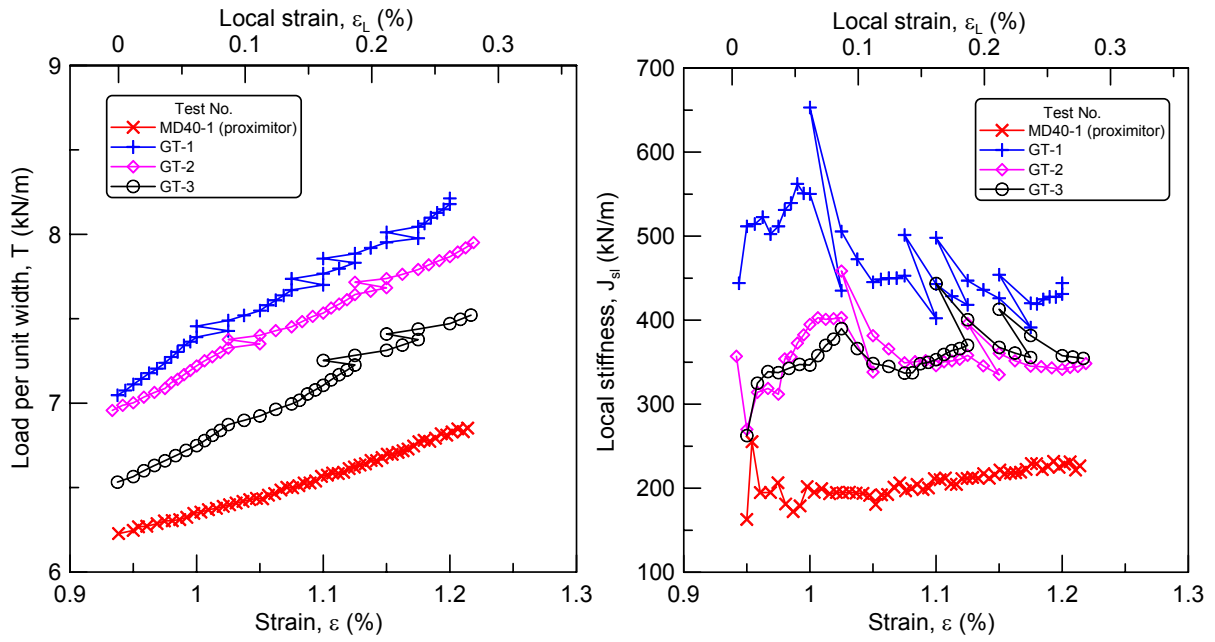 Local strain, εL (%)
0 0.1 0.2 0.3
9
8
7
6
Load per unit width, T (kN/m)
Test No.
MD40-1 (proximitor)
GT-1
GT-2
GT-3
0.9 1 1.1 1.2 1.3
Strain, ε (%)
Local strain, εL (%)
0 0.1 0.2 0.3
700
600
500
400
300
200
100
Local stiffness, Jsl (kN/m)
Test No.
MD40-1 (proximitor)
GT-1
GT-2
GT-3
0.9 1 1.1 1.2 1.3
Strain, ε (%)